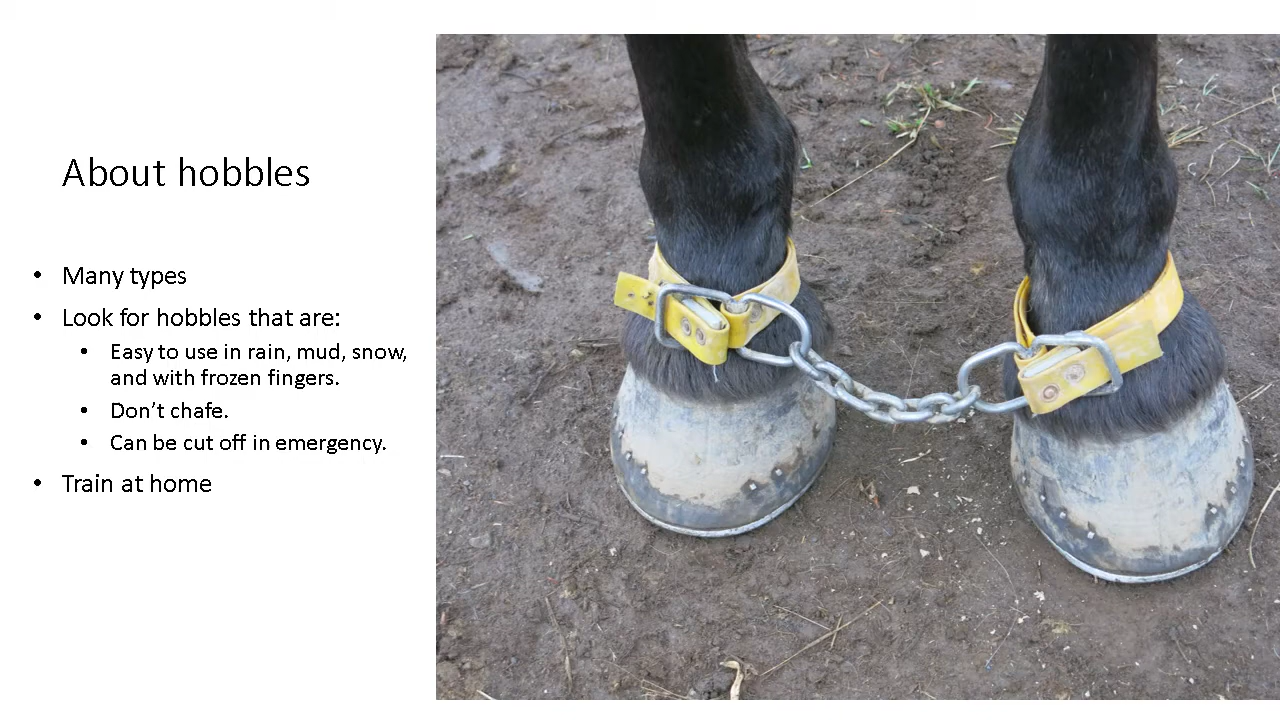 About hobbles
• Many types
• Look for hobbles that are:
• Easy to use in rain, mud, snow,
and with frozen fingers.
• Don’t chafe.
• Can be cut off in emergency.
• Train at home